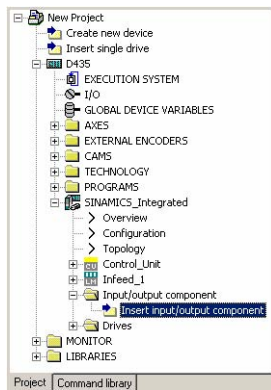 New Project
Create new device
Insert single drive
D435
EXECUTION SYSTEM
I/O
GLOBAL DEVICE VARIABLES
AXES
EXTERNAL ENCODERS
CAMS
TECHNOLOGY
PROGRAMS
SINAMICS_Integrated
Overview
Configuration
Topology
CU Control_Unit
LM Infeed_1
Input/output component
Insert input/output component
Drives
MONITOR
LIBRARIES
Project Command library